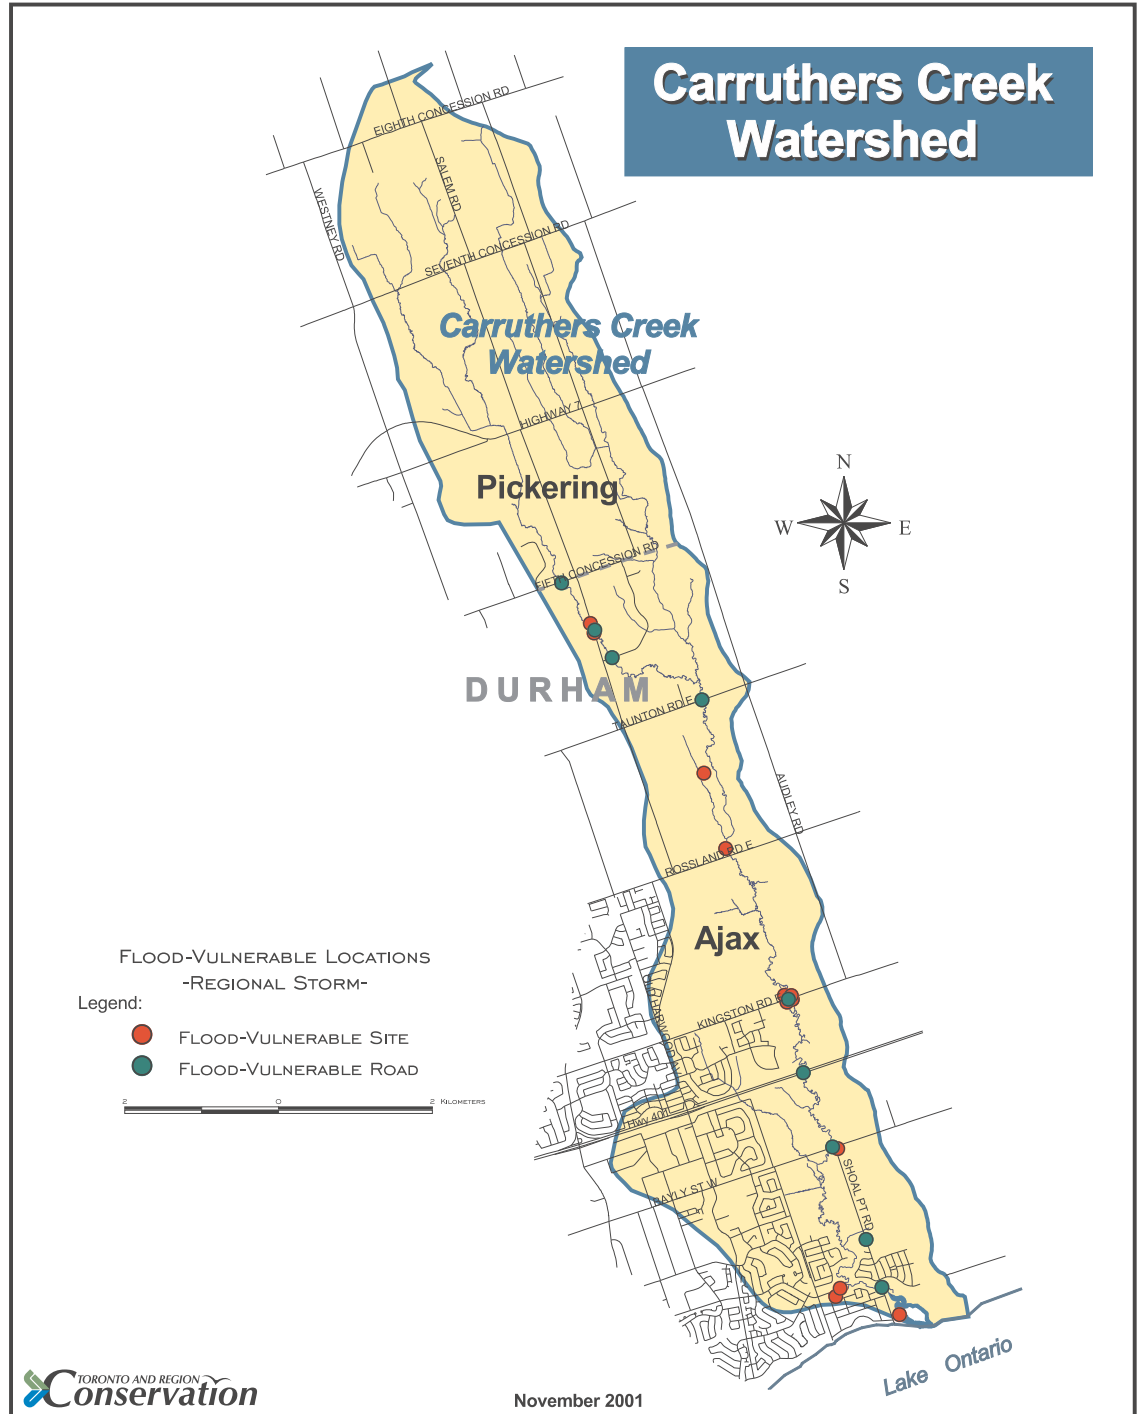 Carruthers Creek
Watershed
EIGHTH CONCESSION RD
SALEM RD
WESTNEY RD
SEVENTH CONCESSION RD
Carruthers Creek
Watershed
HIGHWAY 7
Pickering
N
W
E
S
FIFTH CONCESSION RD
DURHAM
TAUNTON RD E
AUDLEY RD
ROSSLAND RD E
Ajax
FLOOD-VULNERABLE LOCATIONS
-REGIONAL STORM-
Legend:
FLOOD-VULNERABLE SITE
FLOOD-VULNERABLE ROAD
2 0 2 KILOMETERS
KINGSTON RD E
HARWOOD AV
Hwy 401
BAYLY ST W
SHOAL PT RD
Lake Ontario
TORONTO AND REGION
Conservation
November 2001